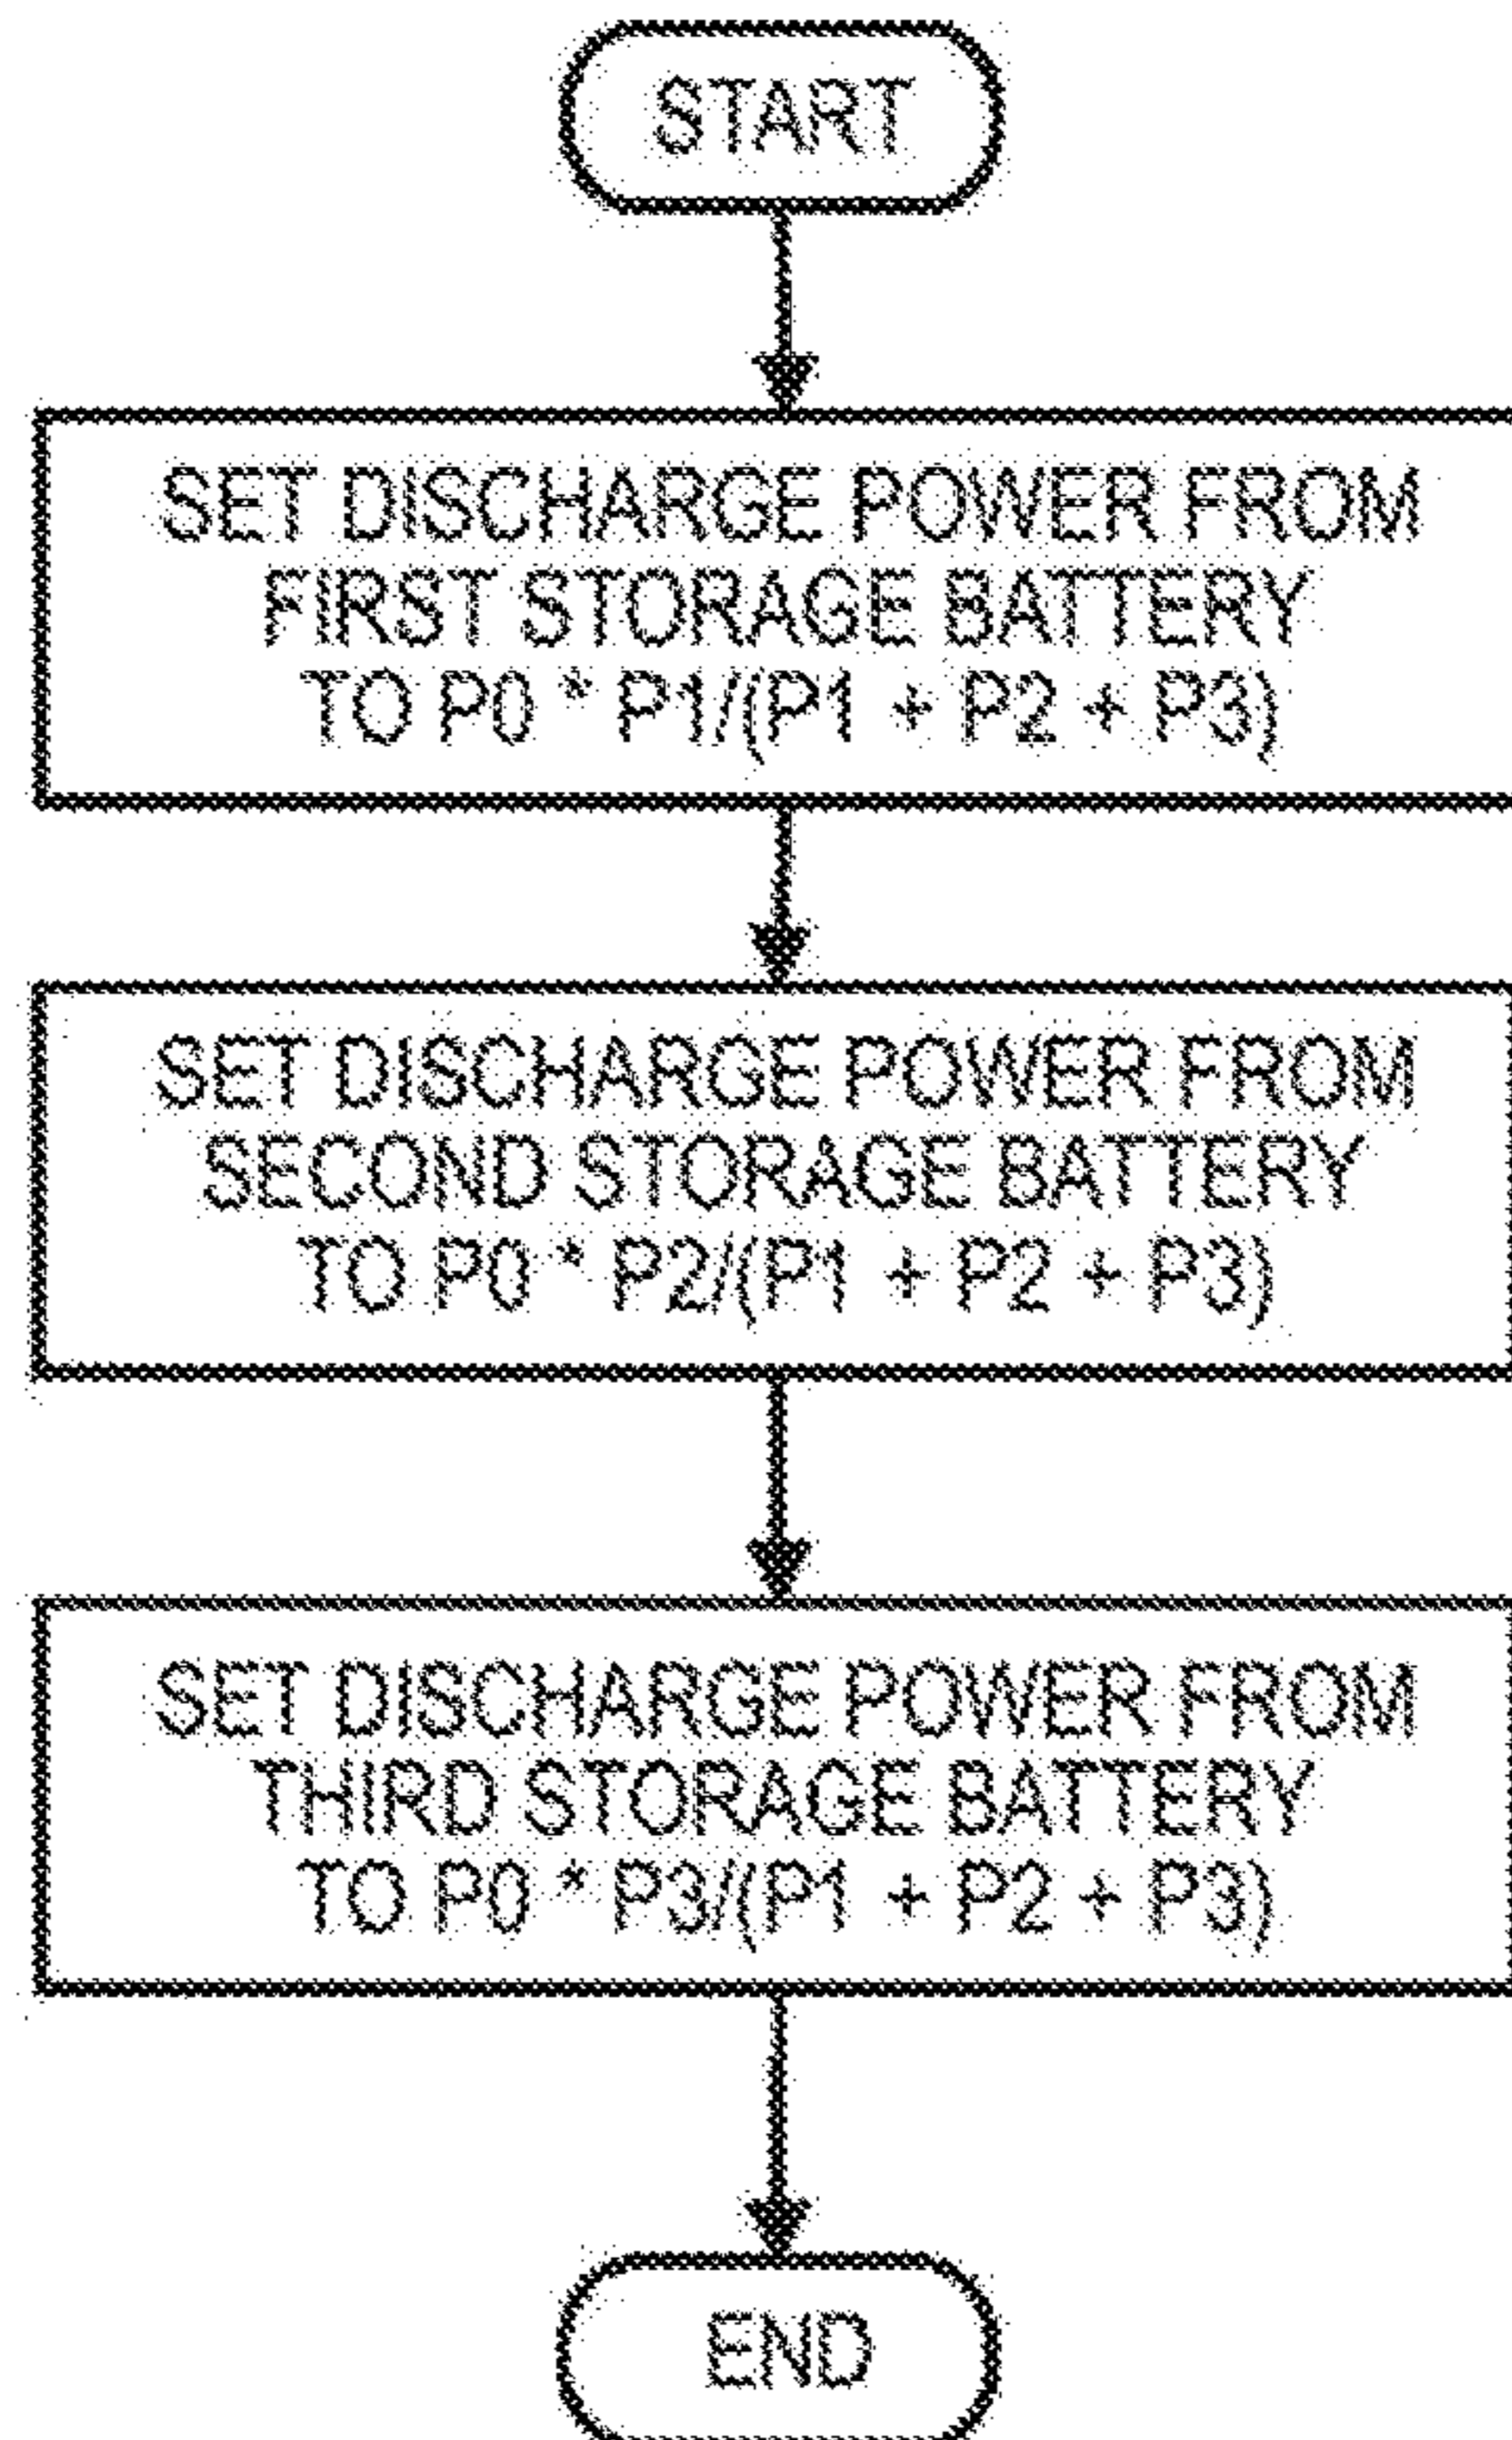 START
SET DISCHARGE POWER FROM
FIRST STORAGE BATTERY
TO P0 * P1/(P1 + P2 + P3)
SET DISCHARGE POWER FROM
SECOND STORAGE BATTERY
TO P0 * P2/(P1 + P2 + P3)
SET DISCHARGE POWER FROM
THIRD STORAGE BATTERY
TO P0 * P3/(P1 + P2 + P3)
END